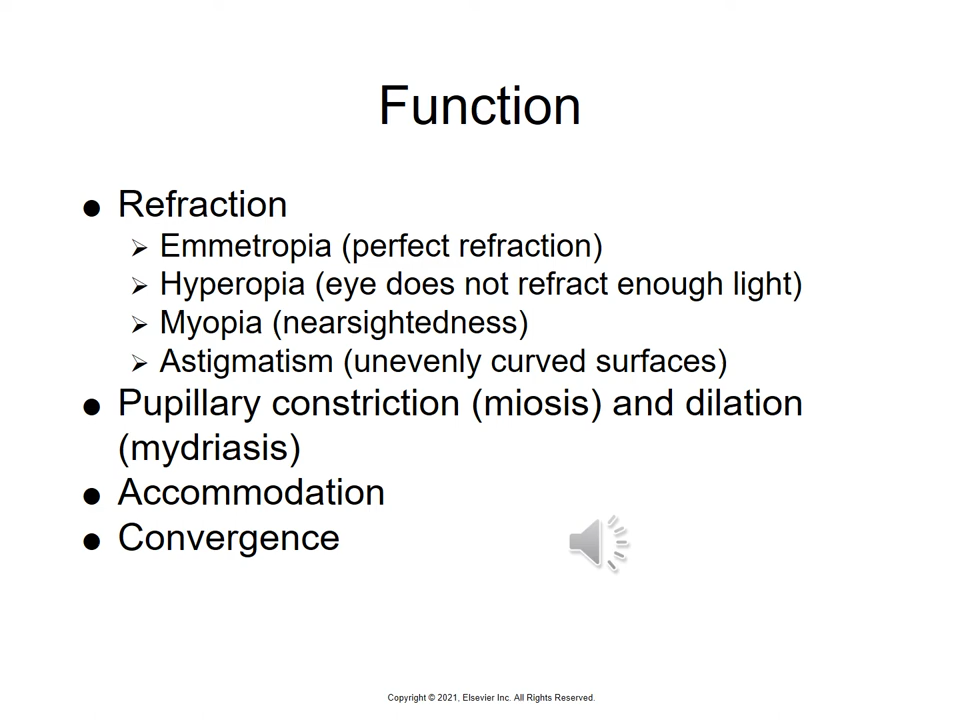 Function
● Refraction
➢ Emmetropia (perfect refraction)
➢ Hyperopia (eye does not refract enough light)
➢ Myopia (nearsightedness)
➢ Astigmatism (unevenly curved surfaces)
● Pupillary constriction (miosis) and dilation
(mydriasis)
● Accommodation
● Convergence
Copyright © 2021, Elsevier Inc. All Rights Reserved.